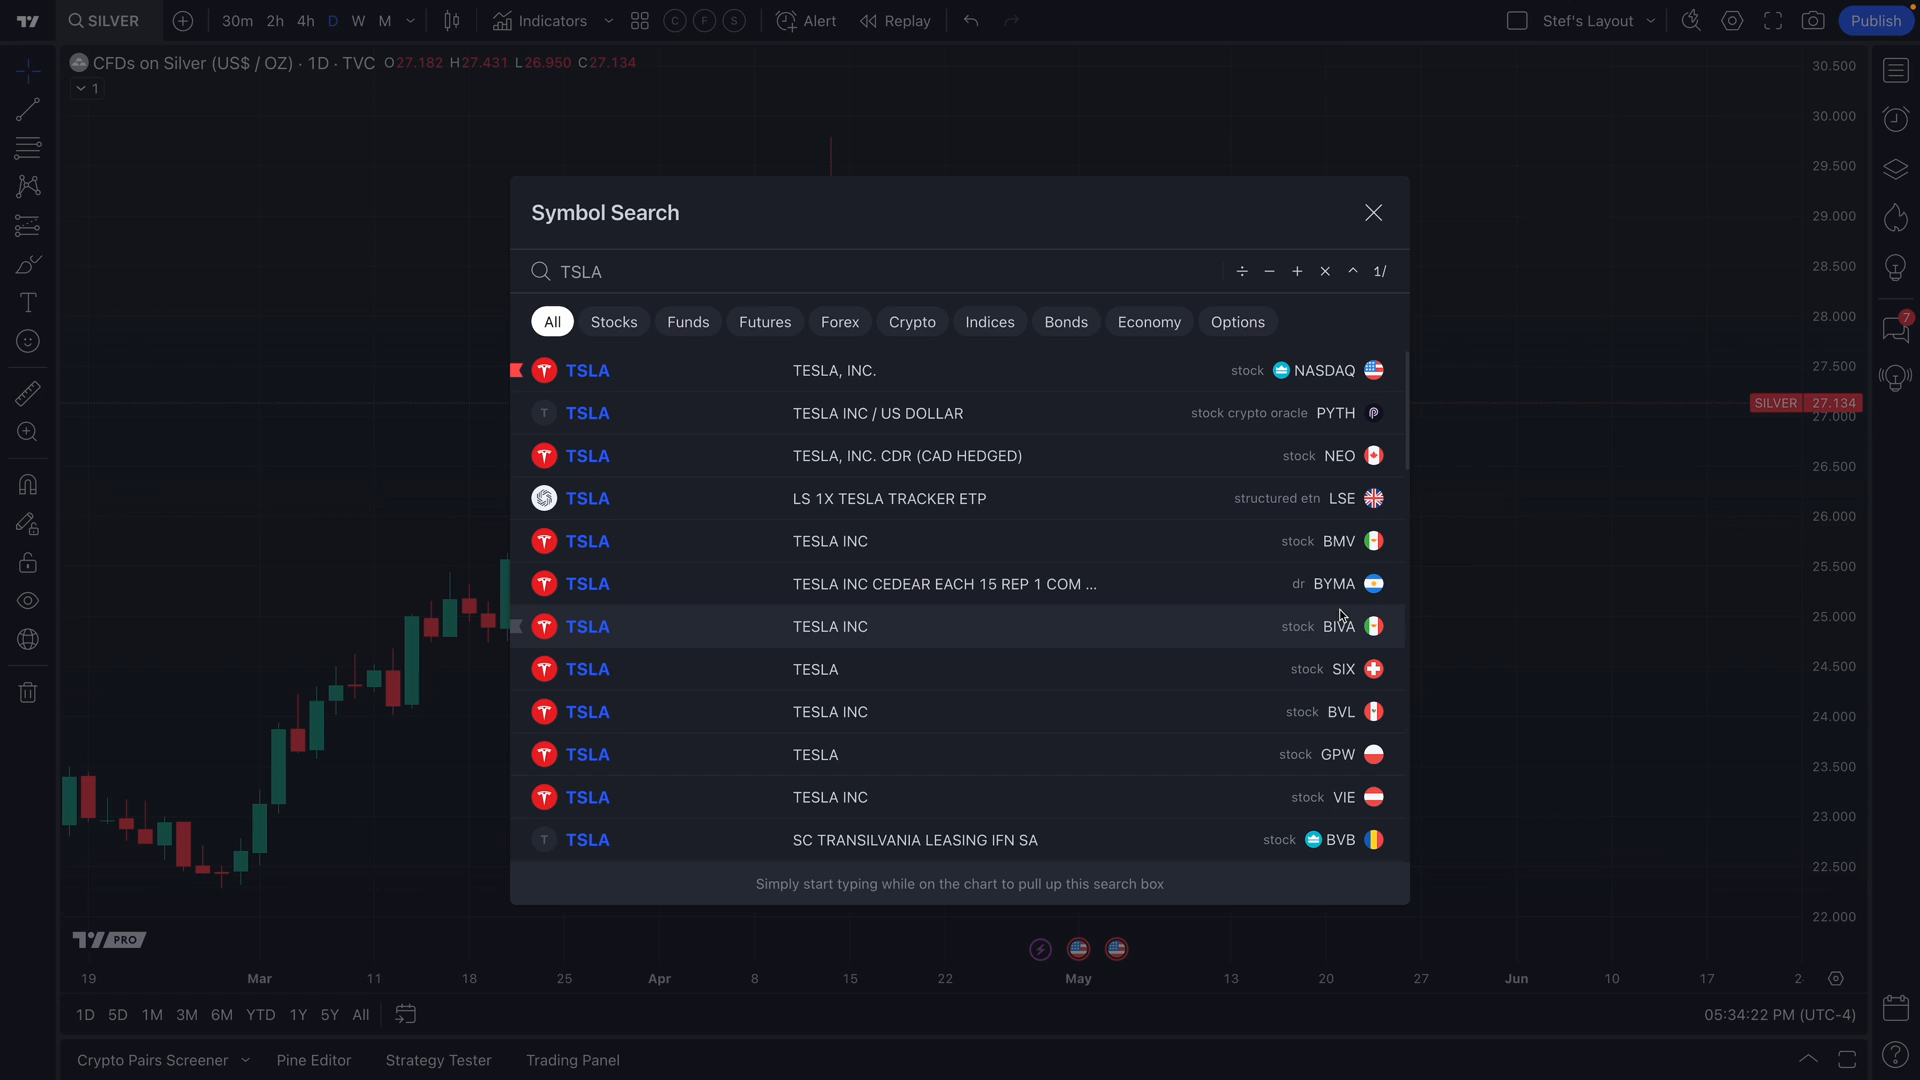 SILVER 30m 2h 4h D W M Indicators C F S Alert Replay Stef's Layout Publish
CFDs on Silver (US$ / OZ) · 1D · TVC O27.182 H27.431 L26.950 C27.134
1
30.500
30.000
29.500
29.000
28.500
28.000
27.500
SILVER 27.134
27.000
26.500
26.000
25.500
25.000
24.500
24.000
23.500
23.000
22.500
22.000
7
Symbol Search
TSLA ÷ − + × ^ 1/
All Stocks Funds Futures Forex Crypto Indices Bonds Economy Options
TSLA TESLA, INC. stock NASDAQ
T TSLA TESLA INC / US DOLLAR stock crypto oracle PYTH
TSLA TESLA, INC. CDR (CAD HEDGED) stock NEO
TSLA LS 1X TESLA TRACKER ETP structured etn LSE
TSLA TESLA INC stock BMV
TSLA TESLA INC CEDEAR EACH 15 REP 1 COM ... dr BYMA
TSLA TESLA INC stock BIVA
TSLA TESLA stock SIX
TSLA TESLA INC stock BVL
TSLA TESLA stock GPW
TSLA TESLA INC stock VIE
T TSLA SC TRANSILVANIA LEASING IFN SA stock BVB
Simply start typing while on the chart to pull up this search box
PRO
19 Mar 11 18 25 Apr 8 15 22 May 13 20 27 Jun 10 17 2-
1D 5D 1M 3M 6M YTD 1Y 5Y All 05:34:22 PM (UTC-4)
Crypto Pairs Screener Pine Editor Strategy Tester Trading Panel